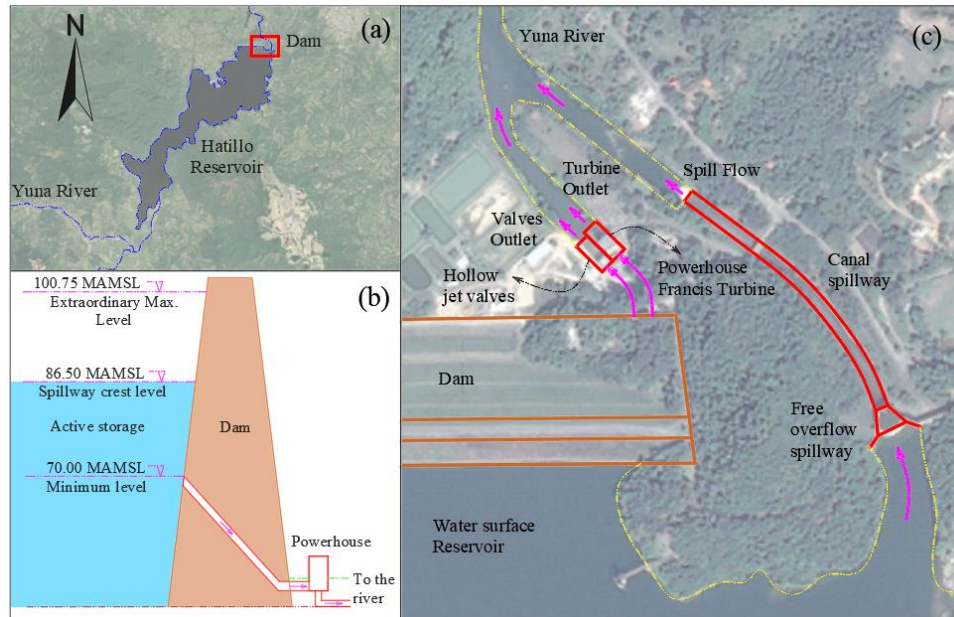 N
(a)
Dam
Hatillo
Reservoir
Yuna River
(b)
100.75 MAMSL
Extraordinary Max.
Level
86.50 MAMSL
Spillway crest level
Active storage
Dam
70.00 MAMSL
Minimum level
Powerhouse
To the
river
(c)
Yuna River
Turbine
Outlet
Spill Flow
Valves
Outlet
Hollow
jet valves
Powerhouse
Francis Turbine
Canal
spillway
Dam
Free
overflow
spillway
Water surface
Reservoir